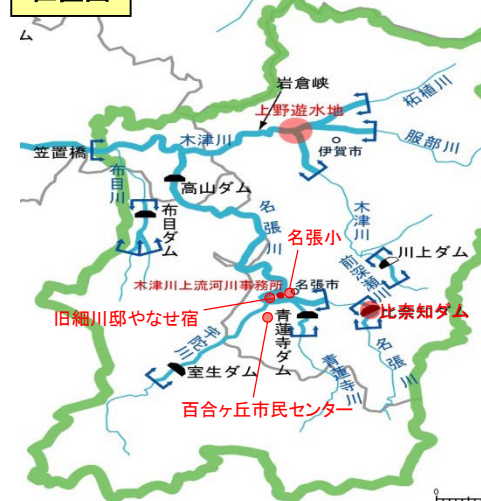 ム
岩倉峡
上野遊水地
柘植川
服部川
笠置橋
木津川
伊賀市
布目川
高山ダム
布目ダム
名張川
木津川
名張小
川上ダム
前深瀬川
木津川上流河川事務所
名張市
比奈知ダム
旧細川邸やなせ宿
青蓮寺ダム
宇陀川
室生ダム
青蓮寺川
名張川
百合ヶ丘市民センター
0